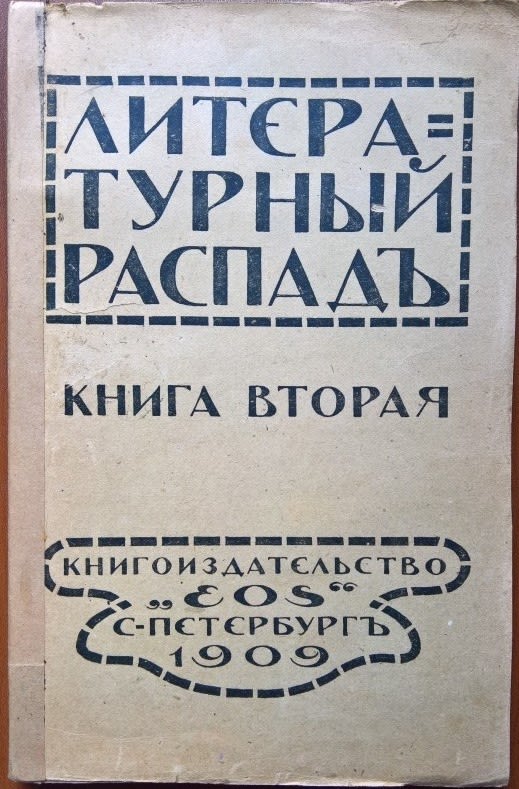 ЛИТЕРА=
ТУРНЫЙ
РАСПАДЪ
КНИГА ВТОРАЯ
КНИГОИЗДАТЕЛЬСТВО
„EOS“
С-ПЕТЕРБУРГЪ
1909